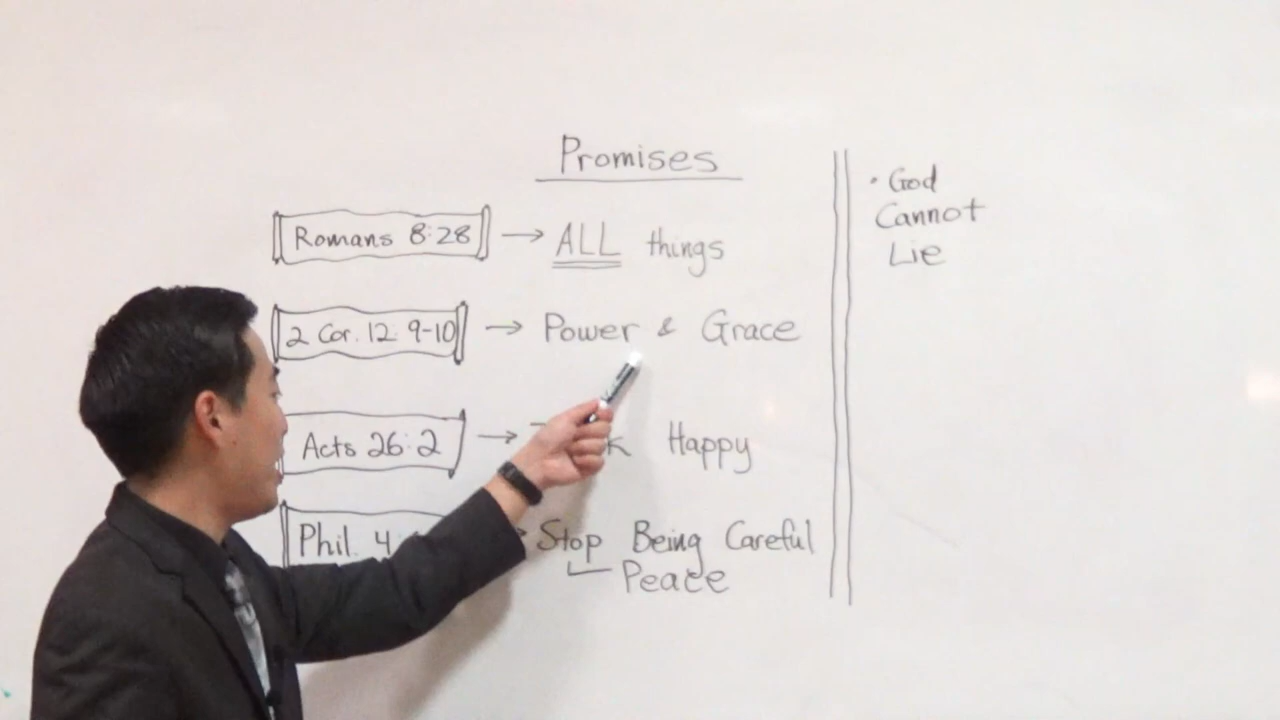 Promises
Romans 8:28 → ALL things
2 Cor. 12: 9-10 → Power & Grace
Acts 26:2 → Happy
Phil. 4 Stop Being Careful
Peace
· God
Cannot
Lie